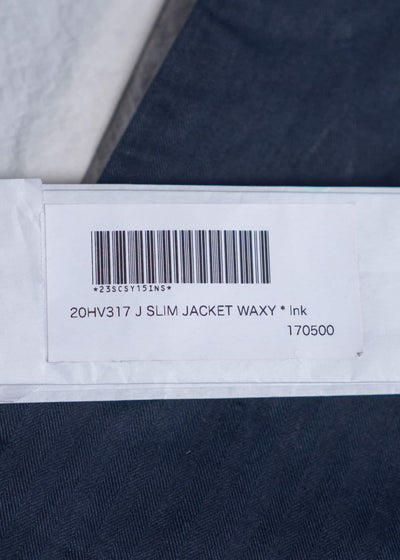 *23SCSY15INS*
20HV317 J SLIM JACKET WAXY * Ink
170500